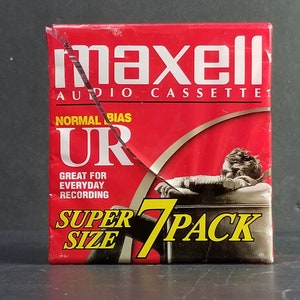 maxell
AUDIO CASSETTE
NORMAL BIAS
UR
GREAT FOR
EVERYDAY
RECORDING
SUPER
SIZE
7 PACK